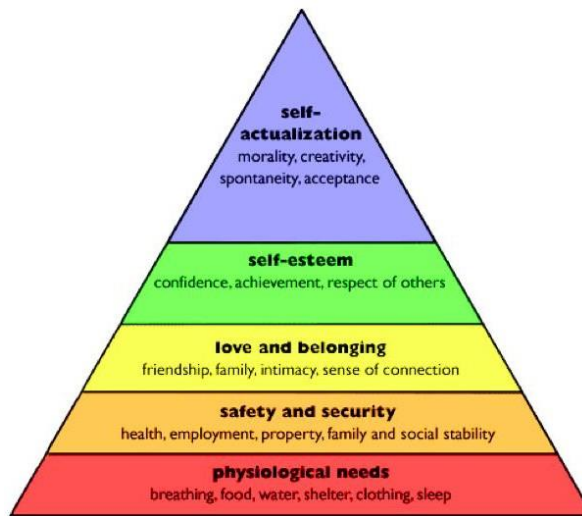 self-
actualization
morality, creativity,
spontaneity, acceptance
self-esteem
confidence, achievement, respect of others
love and belonging
friendship, family, intimacy, sense of connection
safety and security
health, employment, property, family and social stability
physiological needs
breathing, food, water, shelter, clothing, sleep